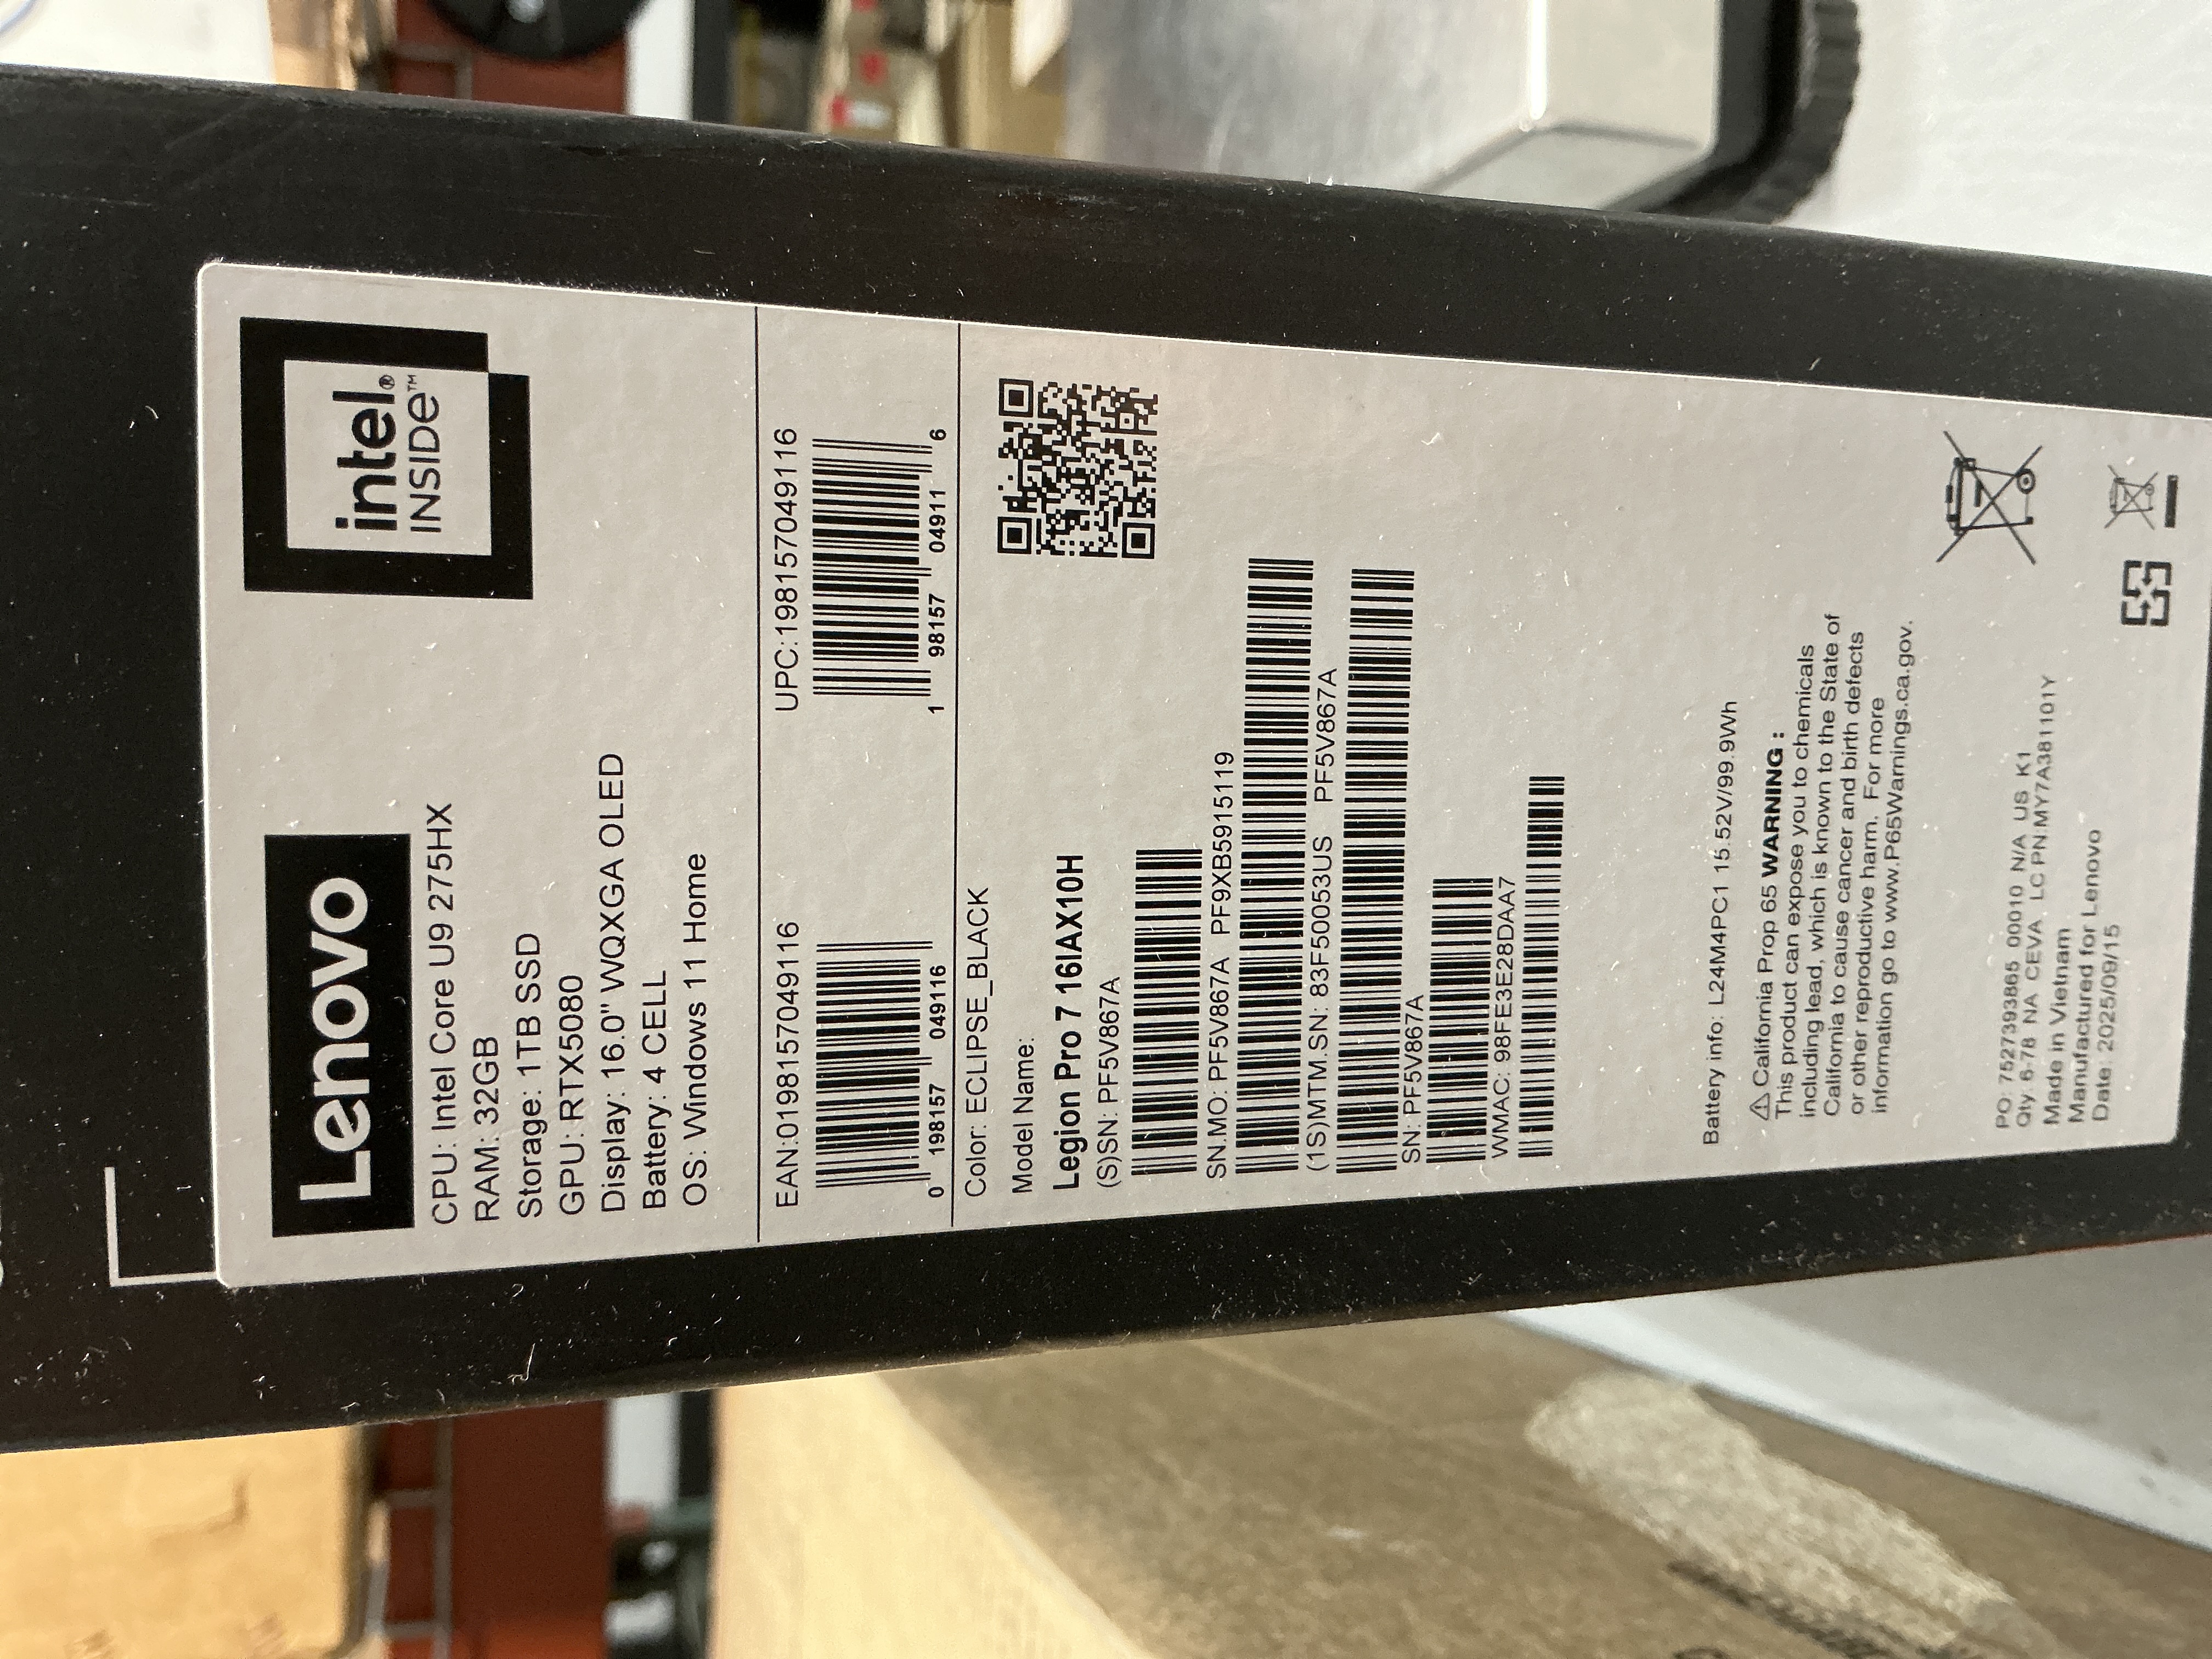 Lenovo
intel®
INSIDE™
CPU: Intel Core U9 275HX
RAM: 32GB
Storage: 1TB SSD
GPU: RTX5080
Display: 16.0" WQXGA OLED
Battery: 4 CELL
OS: Windows 11 Home
EAN:0198157049116
0 198157 049116
UPC:198157049116
1 98157 04911 6
Color: ECLIPSE_BLACK
Model Name:
Legion Pro 7 16IAX10H
(S)SN: PF5V867A
SN.MO: PF5V867A PF9XB5915119
(1S)MTM.SN: 83F50053US PF5V867A
SN: PF5V867A
WMAC: 98FE3E28DAA7
Battery info: L24M4PC1 15.52V/99.9Wh
⚠ California Prop 65 WARNING :
This product can expose you to chemicals
including lead, which is known to the State of
California to cause cancer and birth defects
or other reproductive harm. For more
information go to www.P65Warnings.ca.gov.
PO: 7527393865 00010 N/A US K1
Qty. 6-78 NA CEVA LC PN:MY7A381101Y
Made in Vietnam
Manufactured for Lenovo
Date: 2025/09/15